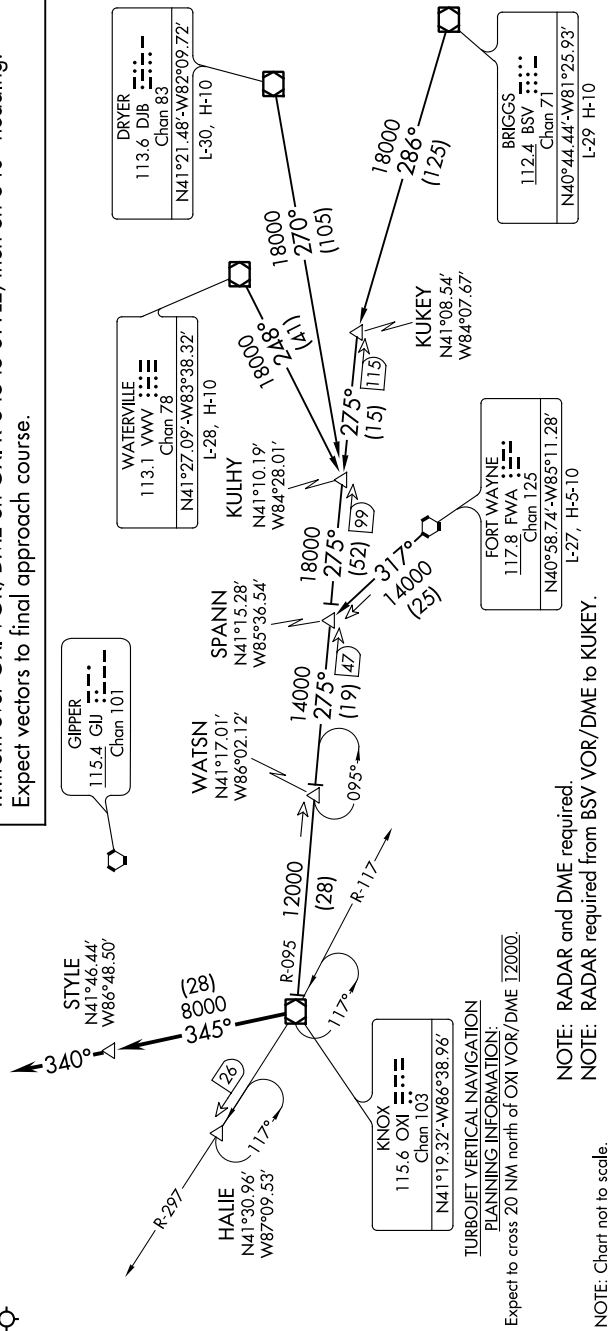 Expect vectors to final approach course.
GIPPER
115.4 GIJ
Chan 101
WATERVILLE
113.1 VWV
Chan 78
N41°27.09'-W83°38.32'
L-28, H-10
DRYER
113.6 DJB
Chan 83
N41°21.48'-W82°09.72'
L-30, H-10
340°
STYLE
N41°46.44'
W86°48.50'
(28)
8000
345°
R-297
26
117°
HALIE
N41°30.96'
W87°09.53'
R-095
117°
R-117
12000
(28)
WATSN
N41°17.01'
W86°02.12'
095°
14000
275°
(19)
47
SPANN
N41°15.28'
W85°36.54'
18000
275°
(52)
99
KULHY
N41°10.19'
W84°28.01'
18000
248°
(41)
18000
270°
(105)
275°
(15)
115
KUKEY
N41°08.54'
W84°07.67'
18000
286°
(125)
317°
14000
(25)
KNOX
115.6 OXI
Chan 103
N41°19.32'-W86°38.96'
FORT WAYNE
117.8 FWA
Chan 125
N40°58.74'-W85°11.28'
L-27, H-5-10
BRIGGS
112.4 BSV
Chan 71
N40°44.44'-W81°25.93'
L-29 H-10
TURBOJET VERTICAL NAVIGATION
PLANNING INFORMATION:
Expect to cross 20 NM north of OXI VOR/DME 12000.
NOTE: RADAR and DME required.
NOTE: RADAR required from BSV VOR/DME to KUKEY.
NOTE: Chart not to scale.